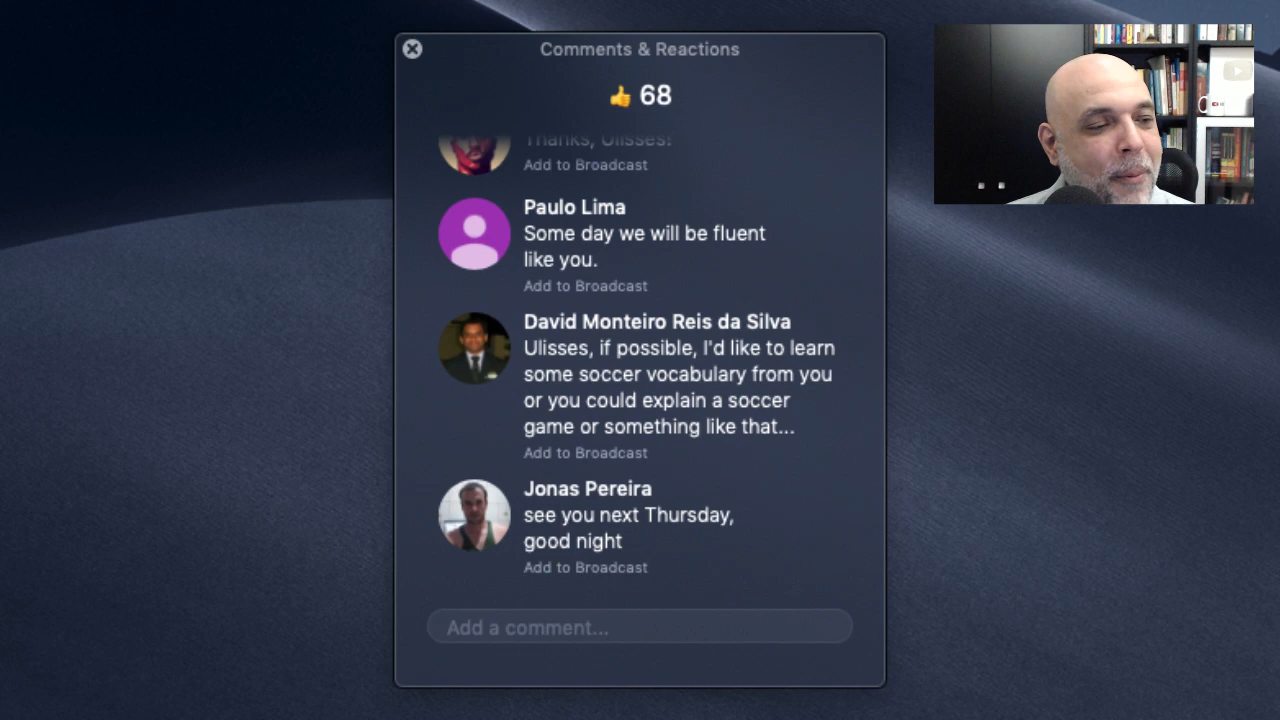 Comments & Reactions
👍 68
Thanks, Ulisses!
Add to Broadcast
Paulo Lima
Some day we will be fluent
like you.
Add to Broadcast
David Monteiro Reis da Silva
Ulisses, if possible, I'd like to learn
some soccer vocabulary from you
or you could explain a soccer
game or something like that...
Add to Broadcast
Jonas Pereira
see you next Thursday,
good night
Add to Broadcast
Add a comment...